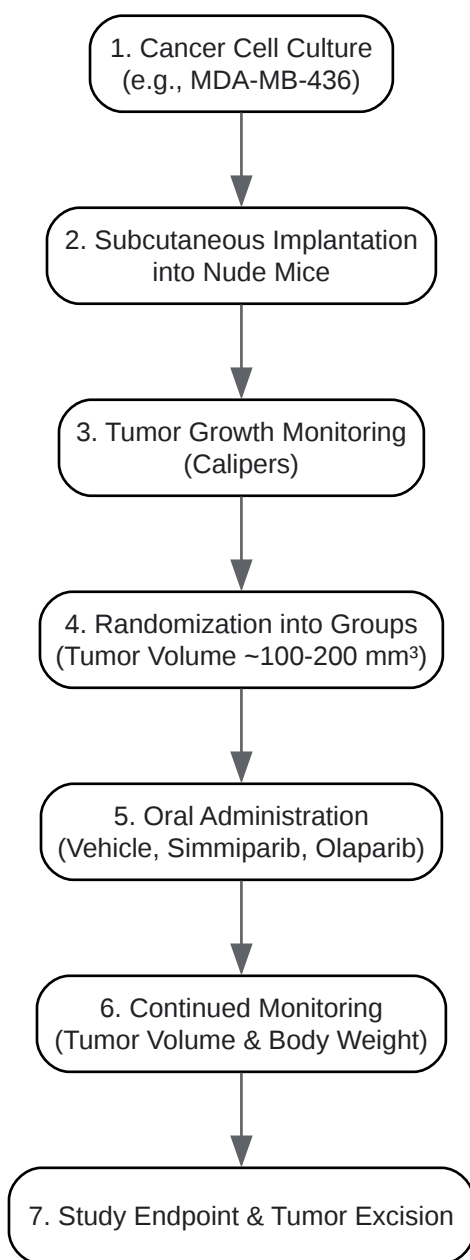 1. Cancer Cell Culture
(e.g., MDA-MB-436)
2. Subcutaneous Implantation
into Nude Mice
3. Tumor Growth Monitoring
(Calipers)
4. Randomization into Groups
(Tumor Volume ~100-200 mm³)
5. Oral Administration
(Vehicle, Simmiparib, Olaparib)
6. Continued Monitoring
(Tumor Volume & Body Weight)
7. Study Endpoint & Tumor Excision